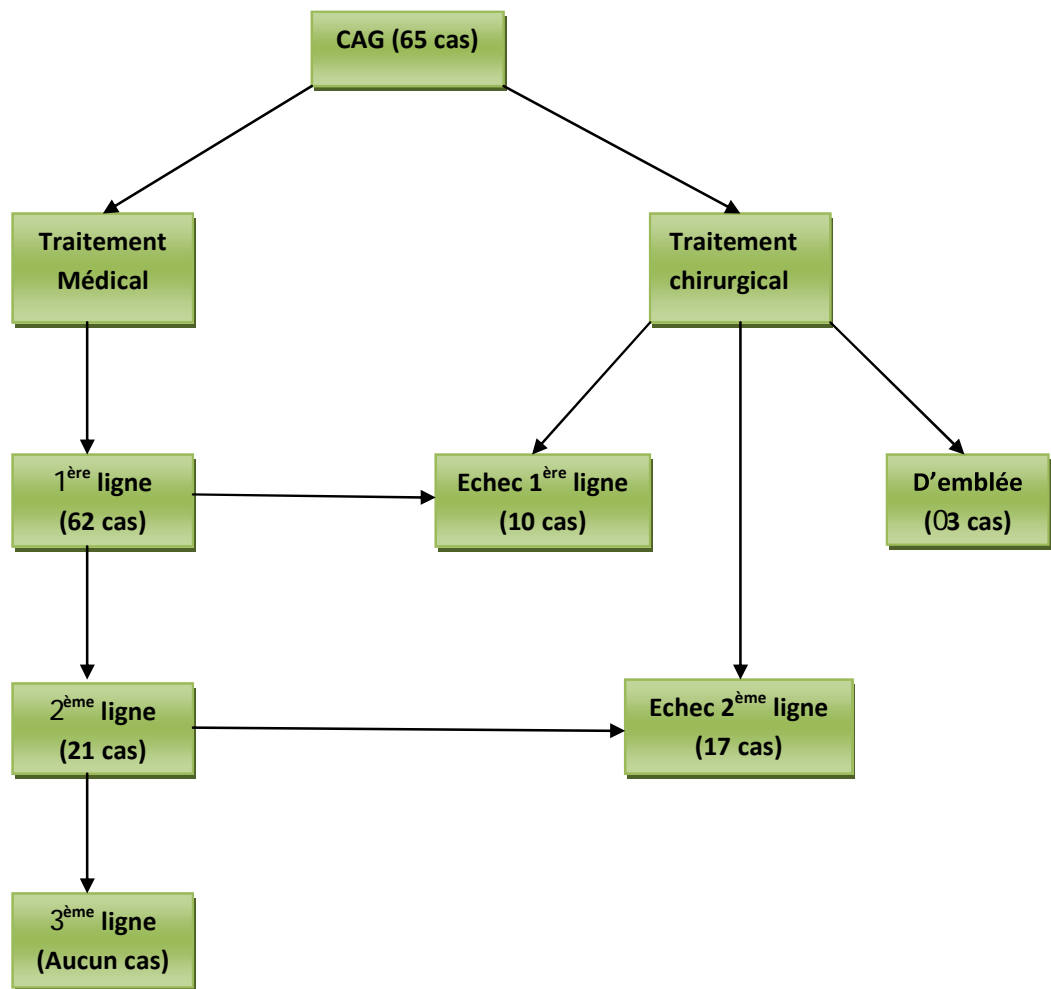 CAG (65 cas)
Traitement
Médical
Traitement
chirurgical
1ère ligne
(62 cas)
Echec 1ère ligne
(10 cas)
D'emblée
(03 cas)
2ème ligne
(21 cas)
Echec 2ème ligne
(17 cas)
3ème ligne
(Aucun cas)